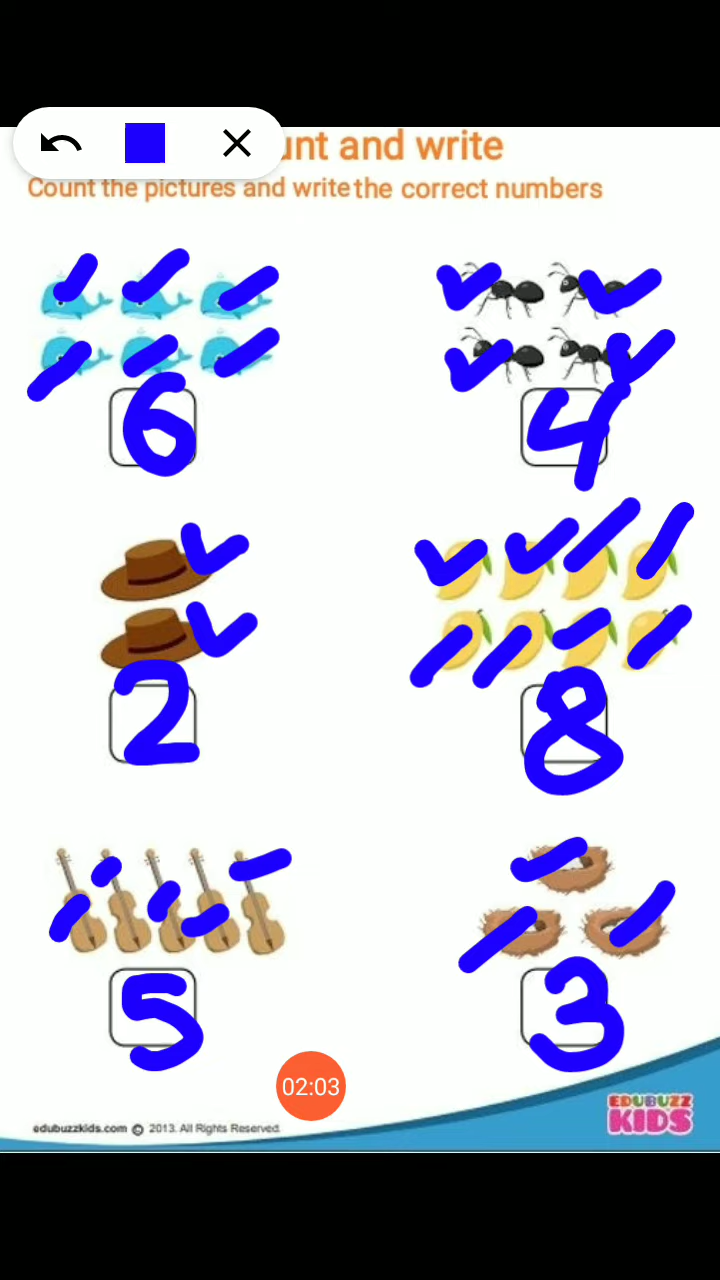 unt and write
Count the pictures and write the correct numbers
6 4
2 8
5 3
02:03
EDUBUZZ
KIDS
edubuzzkids.com © 2013. All Rights Reserved.